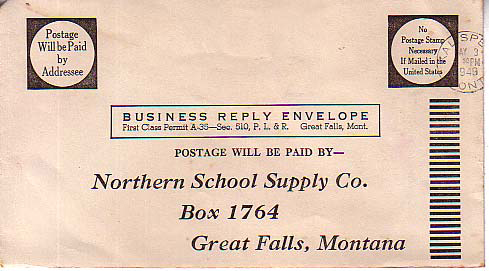 Postage
Will be Paid
by
Addressee
No
Postage Stamp
Necessary
If Mailed in the
United States
BUSINESS REPLY ENVELOPE
First Class Permit A-35—Sec. 510, P. L. & R. Great Falls, Mont.
POSTAGE WILL BE PAID BY—
Northern School Supply Co.
Box 1764
Great Falls, Montana